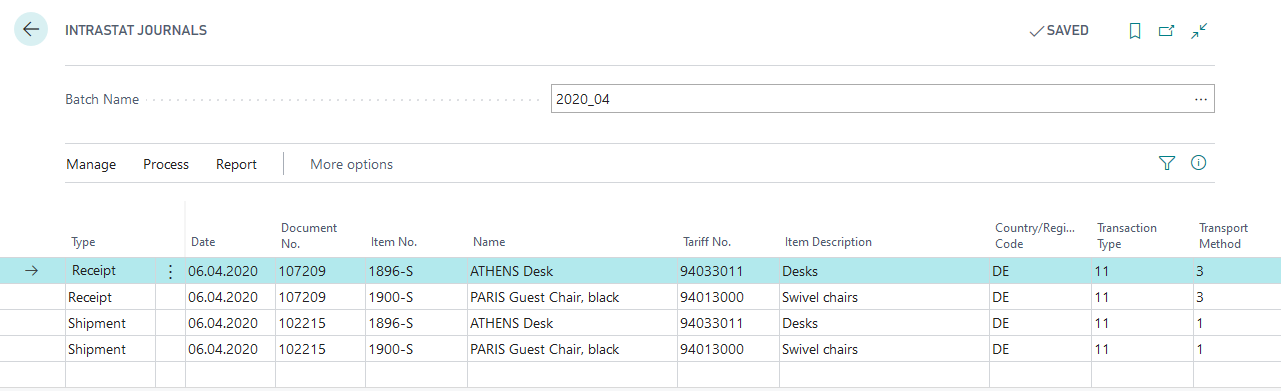 INTRASTAT JOURNALS
SAVED
Batch Name
2020_04
...
Manage Process Report More options
Type Date Document No. Item No. Name Tariff No. Item Description Country/Regi... Code Transaction Type Transport Method
Receipt 06.04.2020 107209 1896-S ATHENS Desk 94033011 Desks DE 11 3
Receipt 06.04.2020 107209 1900-S PARIS Guest Chair, black 94013000 Swivel chairs DE 11 3
Shipment 06.04.2020 102215 1896-S ATHENS Desk 94033011 Desks DE 11 1
Shipment 06.04.2020 102215 1900-S PARIS Guest Chair, black 94013000 Swivel chairs DE 11 1